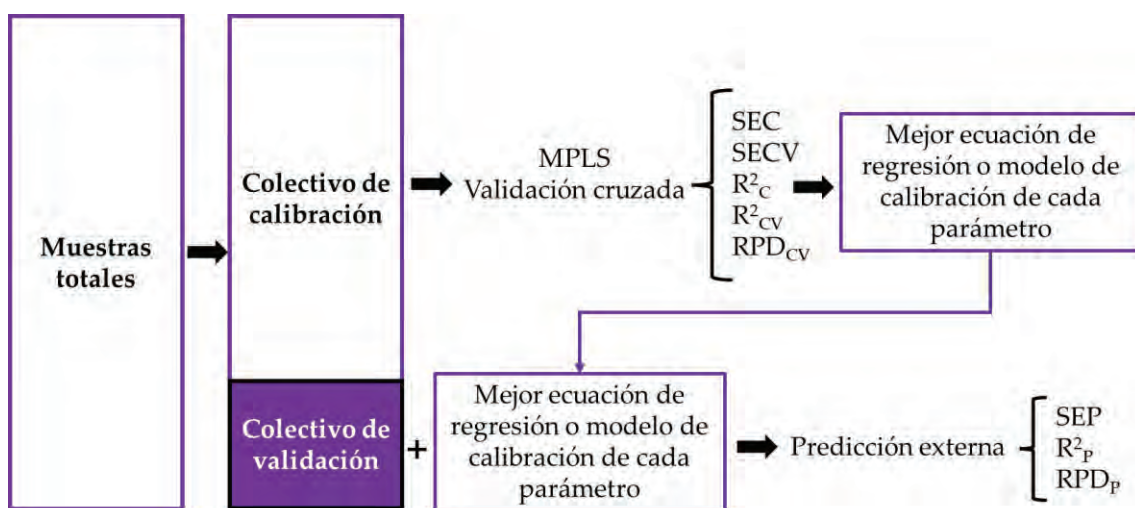 Muestras
totales
Colectivo de
calibración
MPLS
Validación cruzada
SEC
SECV
R²C
R²CV
RPDCV
Mejor ecuación de
regresión o modelo de
calibración de cada
parámetro
Colectivo de
validación
+
Mejor ecuación de
regresión o modelo de
calibración de cada
parámetro
Predicción externa
SEP
R²P
RPDP